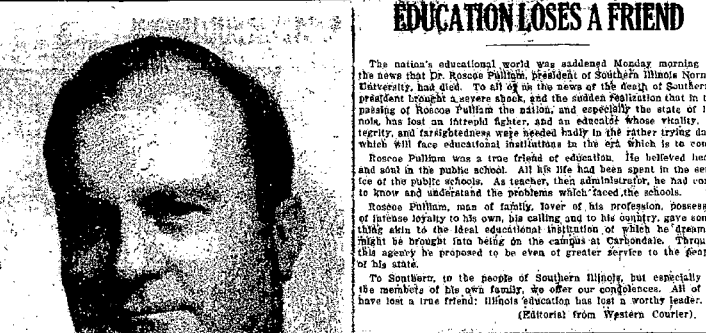 EDUCATION LOSES A FRIEND
The nation's educational world was saddened Monday morning
the news that Dr. Roscoe Pulliam, president of Southern Illinois Norm
University, had died. To all of us the news of the death of Southern
president brought a severe shock, and the sudden realization that in t
passing of Roscoe Pulliam the nation, and especially the state of I
nois, has lost an intrepid fighter, and an educator whose vitality,
tegrity, and farsightedness were needed badly in the rather trying da
which will face educational institutions in the era which is to com
Roscoe Pulliam was a true friend of education. He believed hea
and soul in the public school. All his life had been spent in the ser
ice of the public schools. As teacher, then administrator, he had com
to know and understand the problems which faced the schools.
Roscoe Pulliam, man of family, lover of his profession, possess
of intense loyalty to his own, his calling and to his country, gave som
thing akin to the ideal educational institution of which he dream
might be brought into being on the campus at Carbondale. Throu
this agency he proposed to be even of greater service to the peop
of his state.
To Southern, to the people of Southern Illinois, but especially
the members of his own family, we offer our condolences. All of
have lost a true friend: Illinois education has lost a worthy leader.
(Editorial from Western Courier).